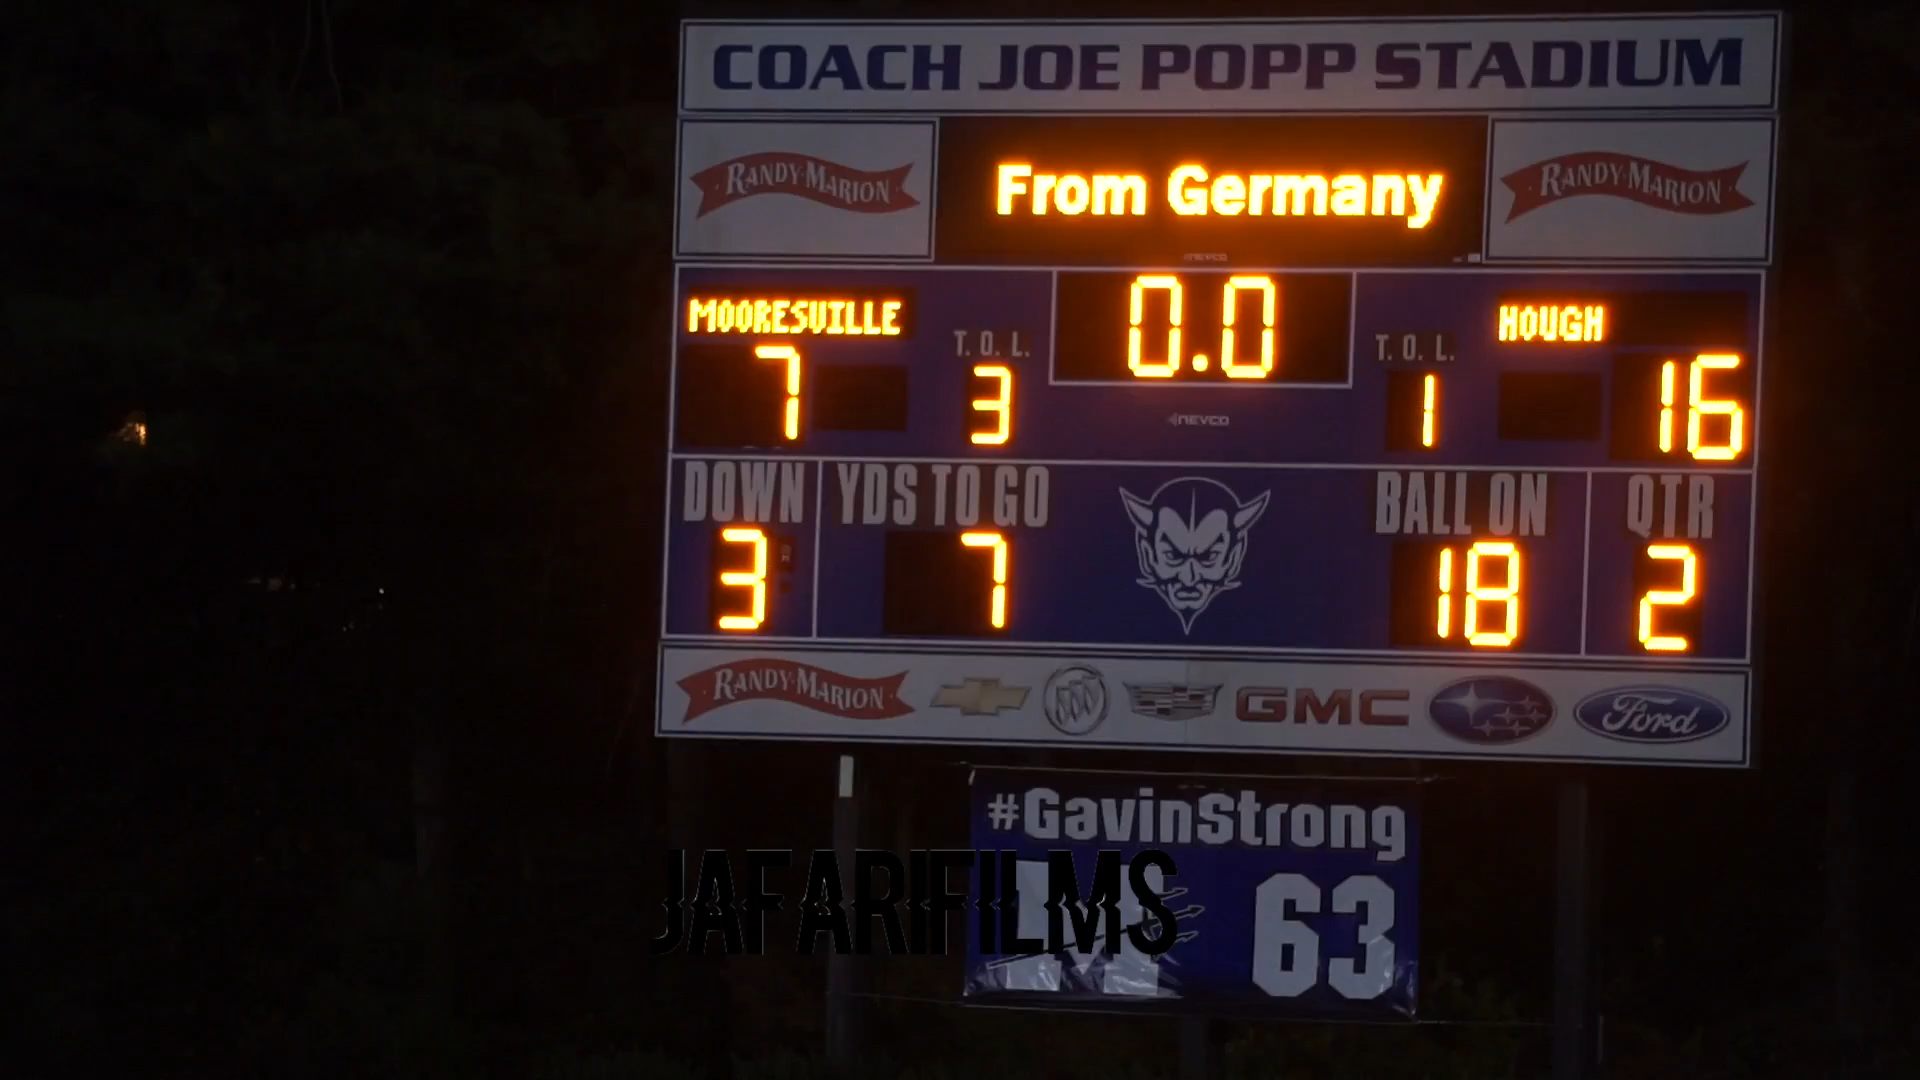 COACH JOE POPP STADIUM
RANDY MARION
From Germany
RANDY MARION
NEVCO
MOORESVILLE
0.0
HOUGH
T. O. L.
T. O. L.
7
3
1
16
NEVCO
DOWN
YDS TO GO
BALL ON
QTR
3
7
18
2
RANDY MARION
GMC
Ford
#GavinStrong
63
JAFARIFILMS